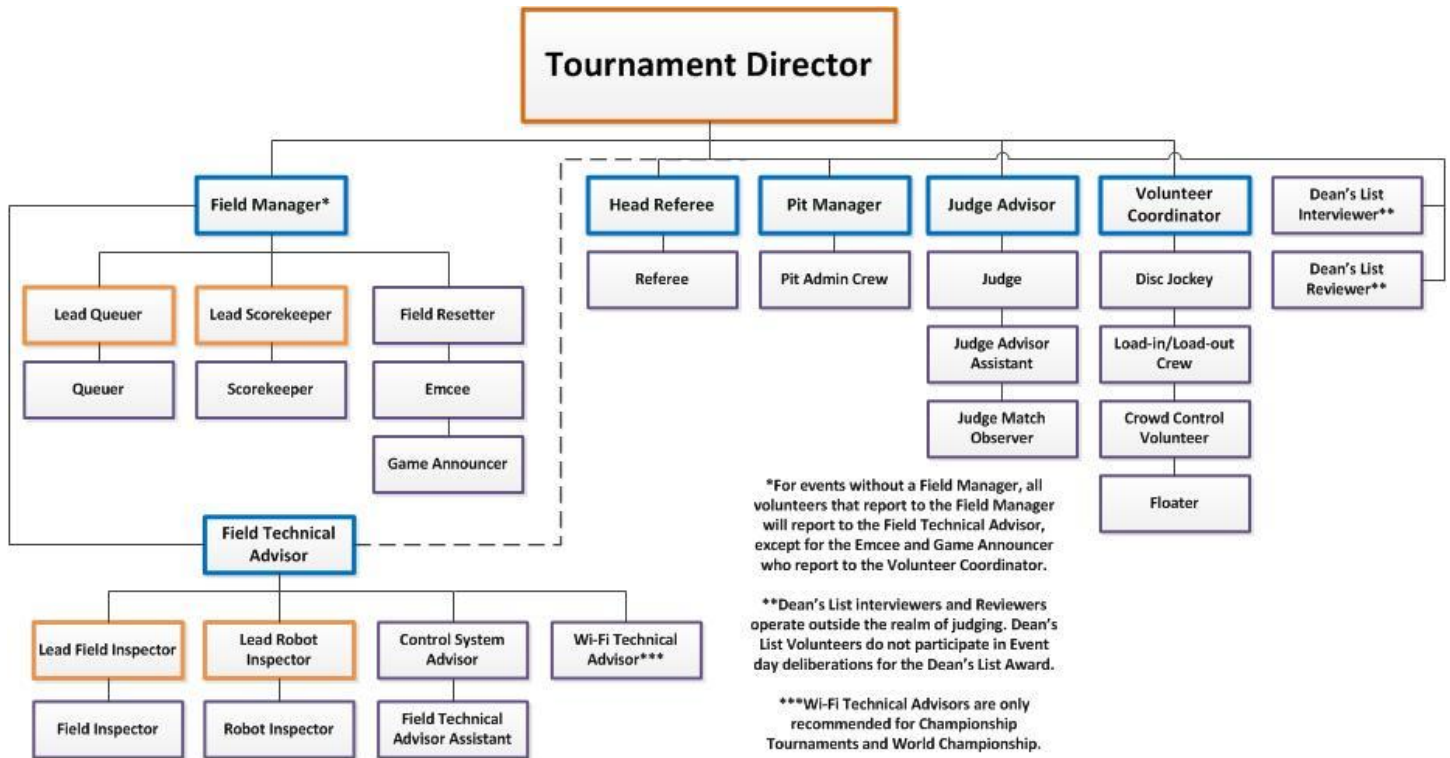 Tournament Director
Field Manager*
Head Referee
Pit Manager
Judge Advisor
Volunteer
Coordinator
Dean's List
Interviewer**
Referee
Pit Admin Crew
Judge
Disc Jockey
Dean's List
Reviewer**
Lead Queuer
Lead Scorekeeper
Field Resetter
Judge Advisor
Assistant
Load-in/Load-out
Crew
Queuer
Scorekeeper
Emcee
Judge Match
Observer
Crowd Control
Volunteer
Game Announcer
Floater
*For events without a Field Manager, all
volunteers that report to the Field Manager
will report to the Field Technical Advisor,
except for the Emcee and Game Announcer
who report to the Volunteer Coordinator.
Field Technical
Advisor
**Dean's List interviewers and Reviewers
operate outside the realm of judging. Dean's
List Volunteers do not participate in Event
day deliberations for the Dean's List Award.
Lead Field Inspector
Lead Robot
Inspector
Control System
Advisor
Wi-Fi Technical
Advisor***
Field Inspector
Robot Inspector
Field Technical
Advisor Assistant
***Wi-Fi Technical Advisors are only
recommended for Championship
Tournaments and World Championship.